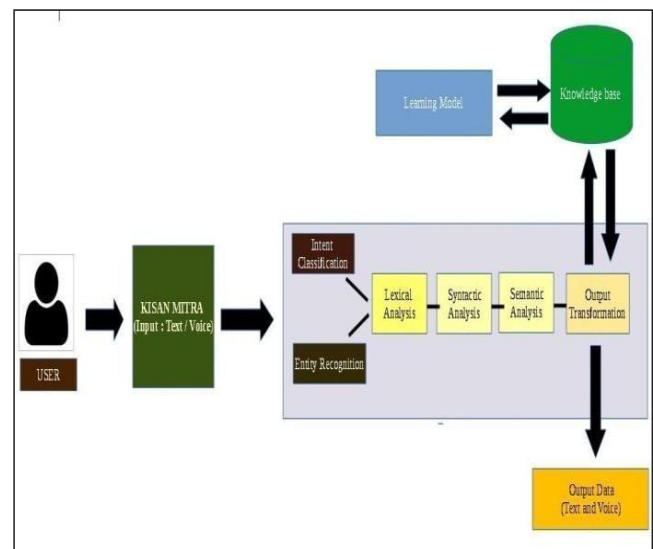 Learning Model
Knowledge base
Intent
Classification
KISAN MITRA
(Input : Text / Voice)
Lexical
Analysis
Syntactic
Analysis
Semantic
Analysis
Output
Transformation
Entity Recognition
USER
Output Data
(Text and Voice)